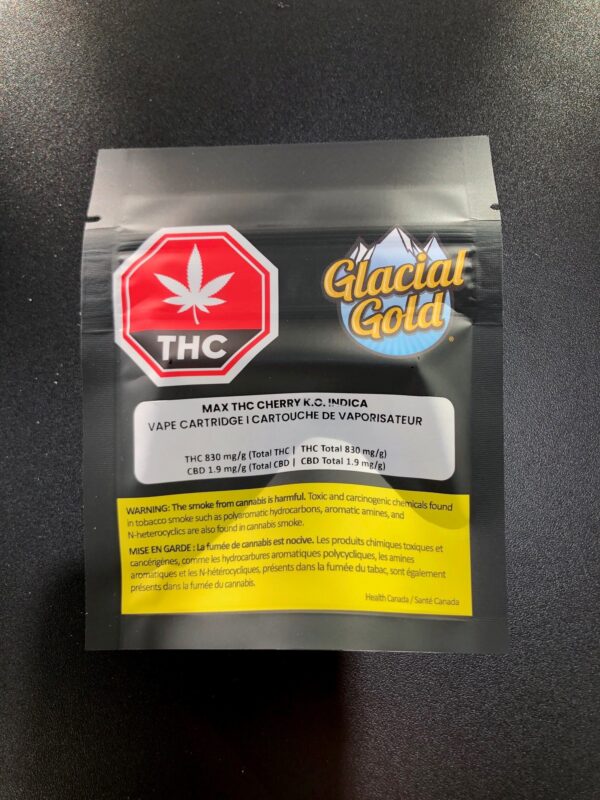 THC
Glacial
Gold
MAX THC CHERRY K.O. INDICA
VAPE CARTRIDGE I CARTOUCHE DE VAPORISATEUR
THC 830 mg/g (Total THC | THC Total 830 mg/g)
CBD 1.9 mg/g (Total CBD | CBD Total 1.9 mg/g)
WARNING: The smoke from cannabis is harmful. Toxic and carcinogenic chemicals found
in tobacco smoke such as polyaromatic hydrocarbons, aromatic amines, and
N-heterocyclics are also found in cannabis smoke.
MISE EN GARDE : La fumée de cannabis est nocive. Les produits chimiques toxiques et
cancérigènes, comme les hydrocarbures aromatiques polycycliques, les amines
aromatiques et les N-hétérocycliques, présents dans la fumée du tabac, sont également
présents dans la fumée du cannabis.
Health Canada / Santé Canada